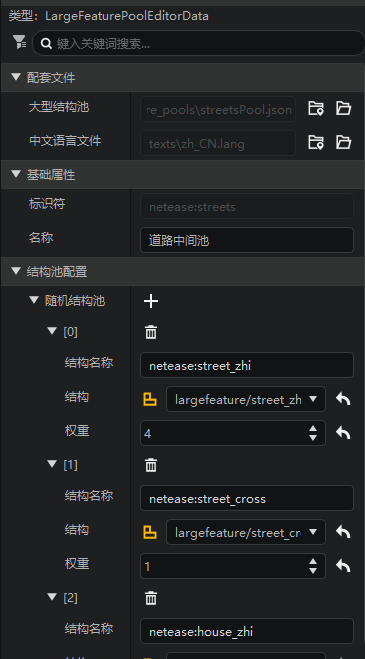 类型: LargeFeaturePoolEditorData
键入关键词搜索...
配套文件
大型结构池 re_pools\streetsPool.json
中文语言文件 texts\zh_CN.lang
基础属性
标识符 netease:streets
名称 道路中间池
结构池配置
随机结构池
[0]
结构名称 netease:street_zhi
结构 largefeature/street_zh
权重 4
[1]
结构名称 netease:street_cross
结构 largefeature/street_cr
权重 1
[2]
结构名称 netease:house_zhi